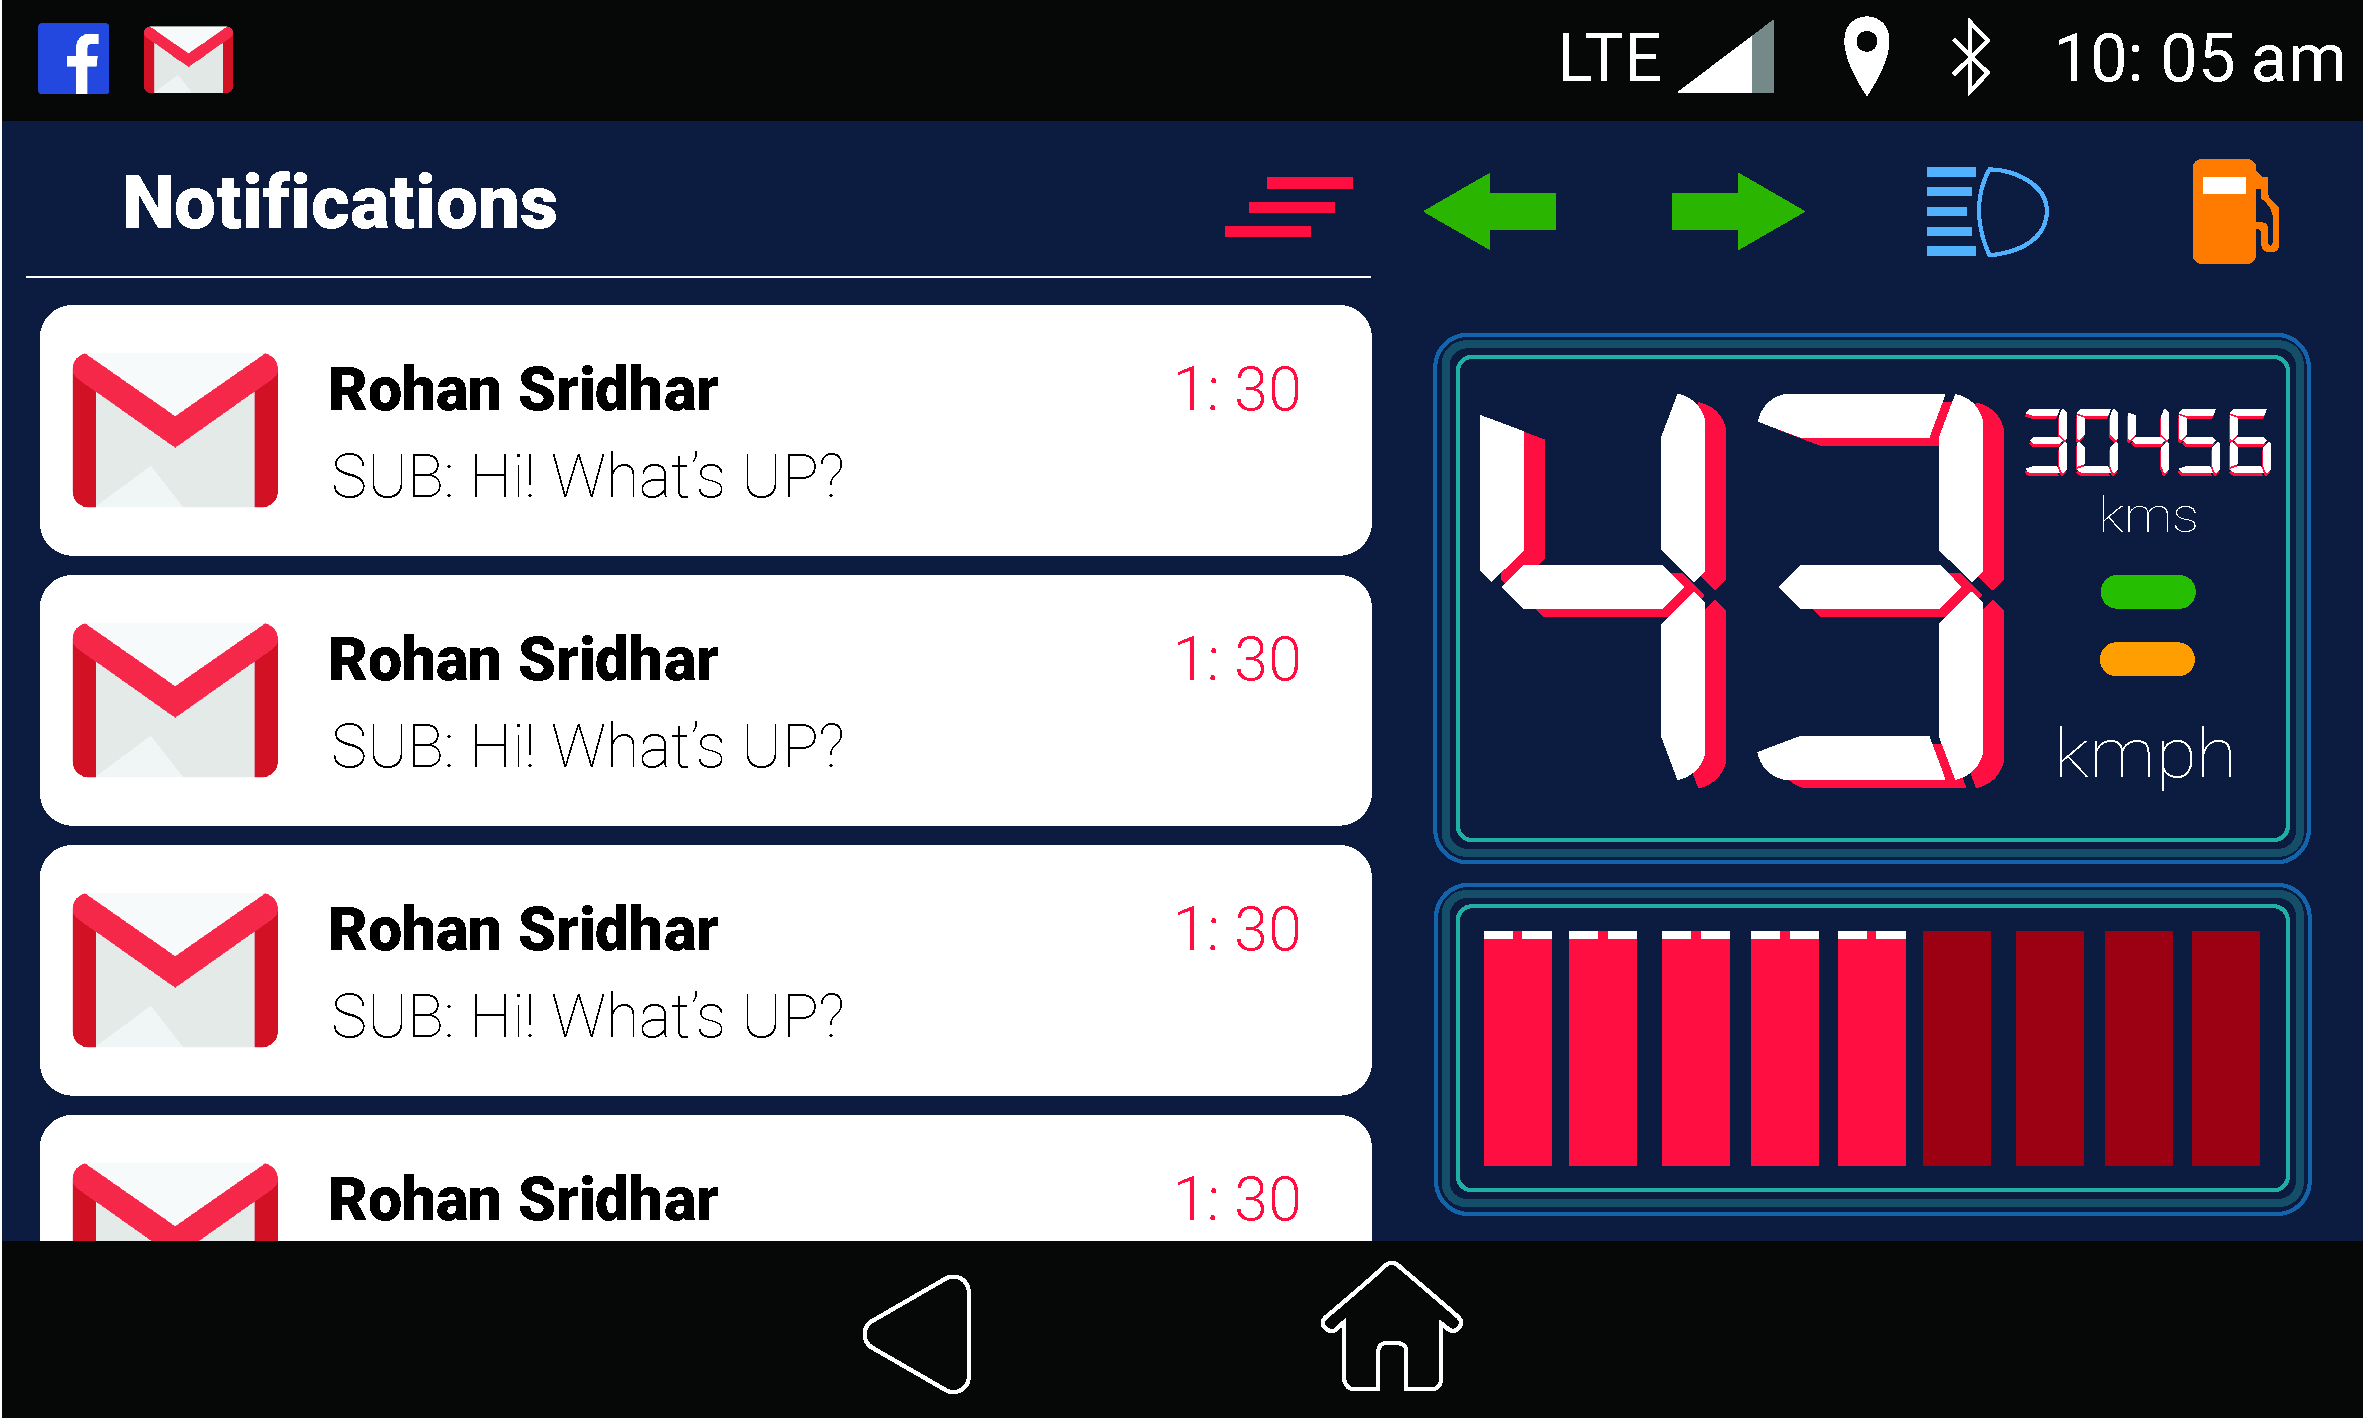 LTE 10: 05 am
Notifications
Rohan Sridhar 1: 30
SUB: Hi! What's UP?
Rohan Sridhar 1: 30
SUB: Hi! What's UP?
Rohan Sridhar 1: 30
SUB: Hi! What's UP?
Rohan Sridhar 1: 30
43
30456
kms
kmph